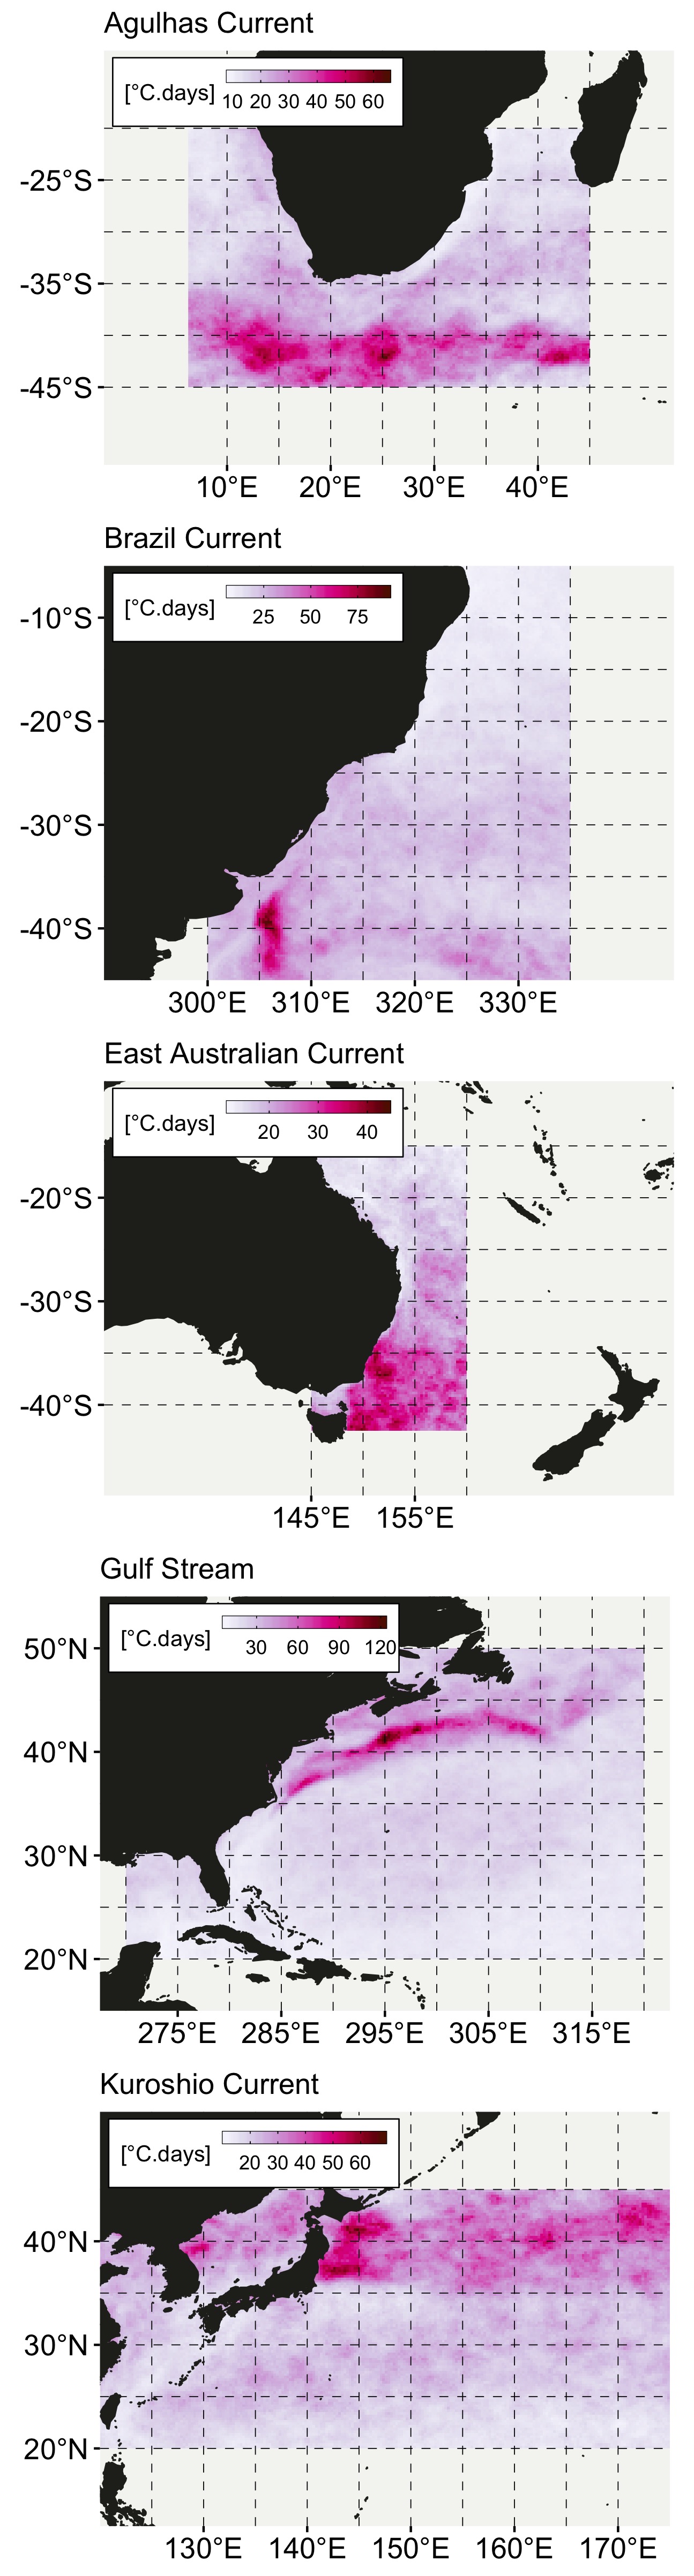 Agulhas Current
[°C.days]
10 20 30 40 50 60
-25°S
-35°S
-45°S
10°E 20°E 30°E 40°E
Brazil Current
[°C.days]
25 50 75
-10°S
-20°S
-30°S
-40°S
300°E 310°E 320°E 330°E
East Australian Current
[°C.days]
20 30 40
-20°S
-30°S
-40°S
145°E 155°E
Gulf Stream
[°C.days]
30 60 90 120
50°N
40°N
30°N
20°N
275°E 285°E 295°E 305°E 315°E
Kuroshio Current
[°C.days]
20 30 40 50 60
40°N
30°N
20°N
130°E 140°E 150°E 160°E 170°E